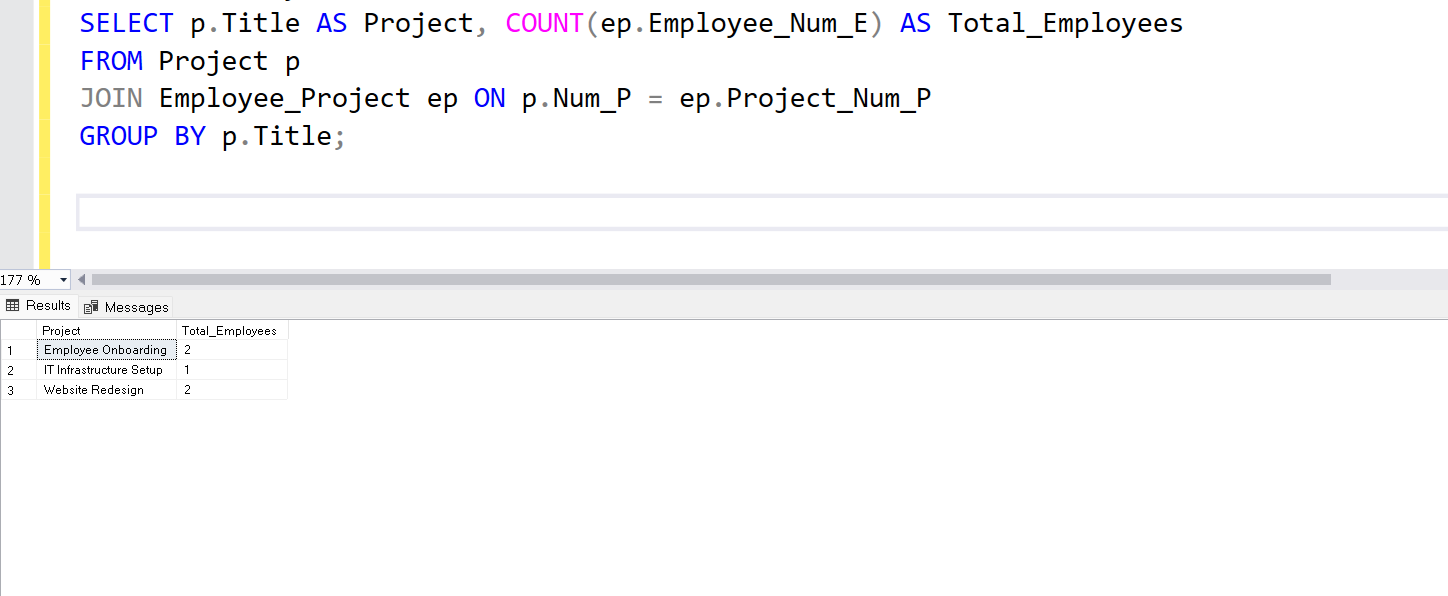 SELECT p.Title AS Project, COUNT(ep.Employee_Num_E) AS Total_Employees
FROM Project p
JOIN Employee_Project ep ON p.Num_P = ep.Project_Num_P
GROUP BY p.Title;
177 %
Results Messages
Project Total_Employees
1 Employee Onboarding 2
2 IT Infrastructure Setup 1
3 Website Redesign 2